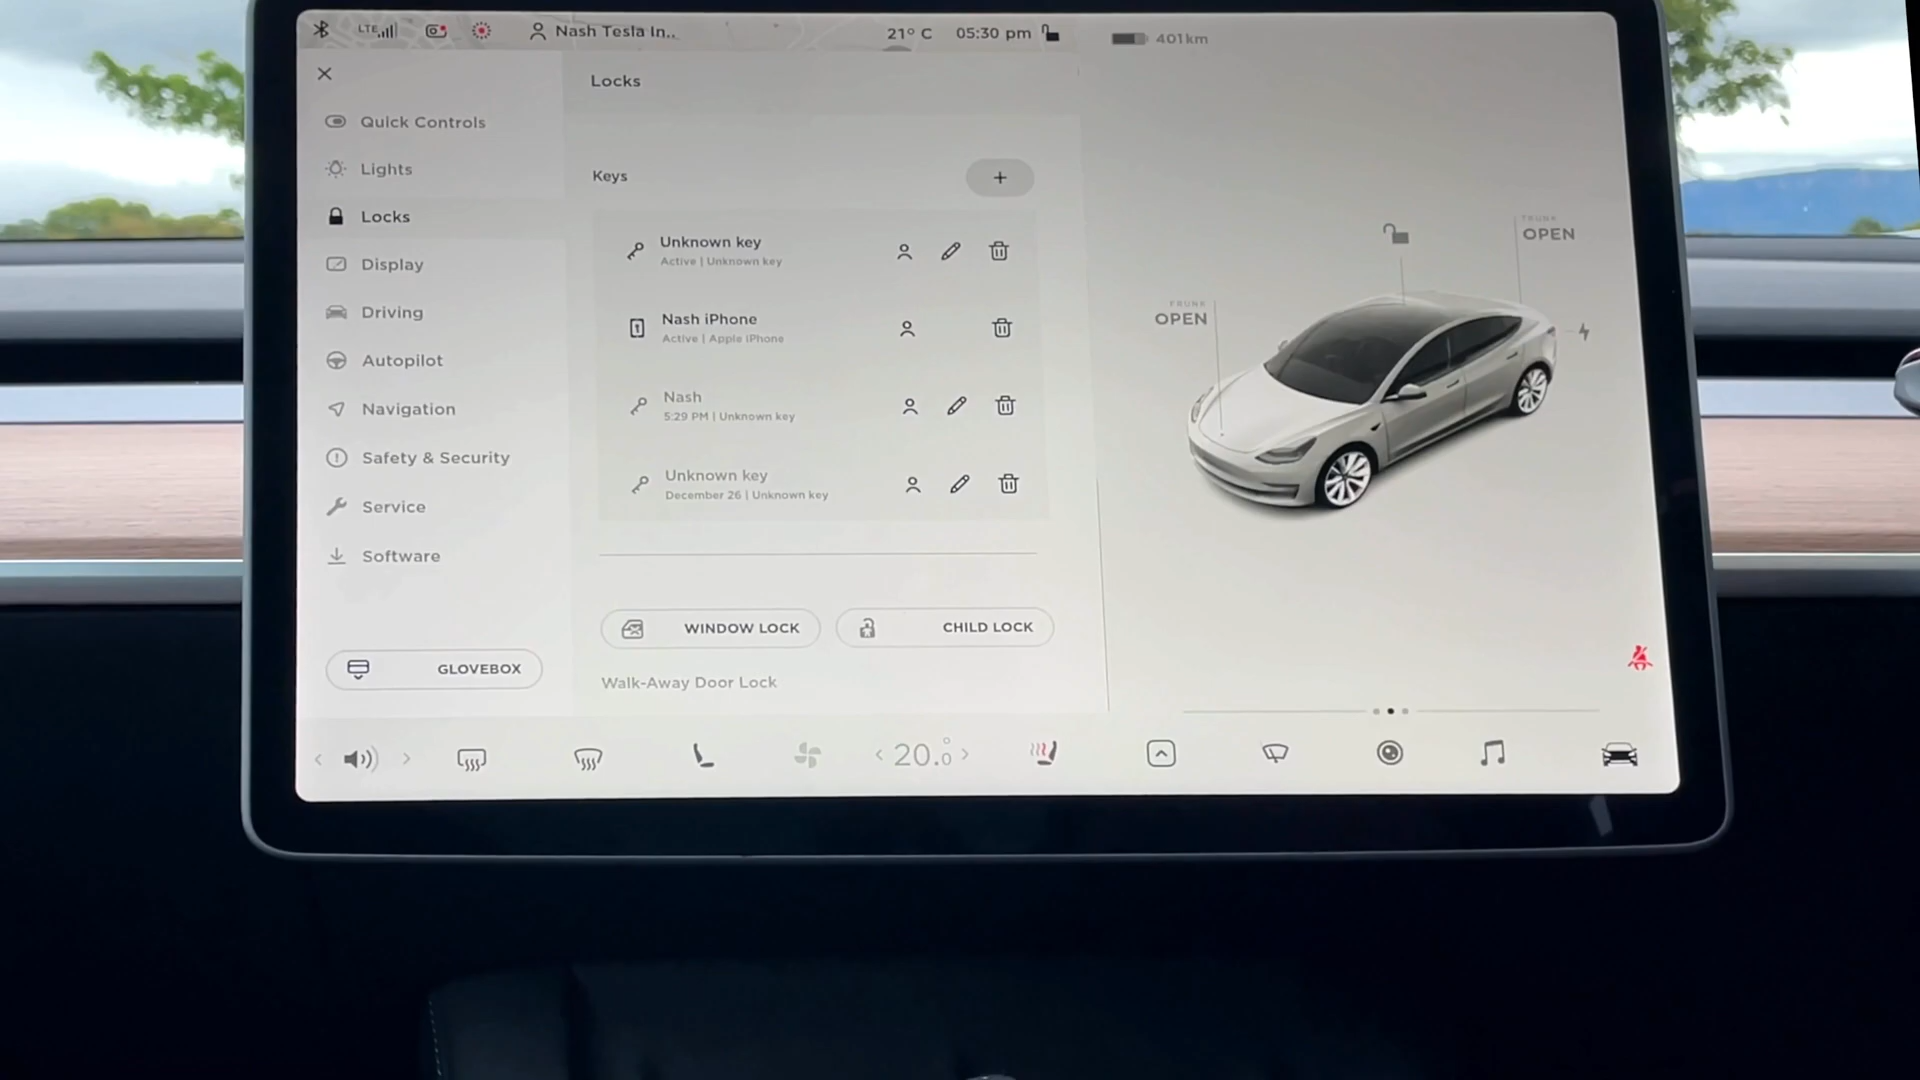 LTE
Nash Tesla In..
21° C
05:30 pm
401 km
Locks
Quick Controls
Lights
Locks
Display
Driving
Autopilot
Navigation
Safety & Security
Service
Software
GLOVEBOX
Keys
+
Unknown key
Active | Unknown key
Nash iPhone
Active | Apple iPhone
Nash
5:29 PM | Unknown key
Unknown key
December 26 | Unknown key
WINDOW LOCK
CHILD LOCK
Walk-Away Door Lock
FRUNK
OPEN
TRUNK
OPEN
20.0°